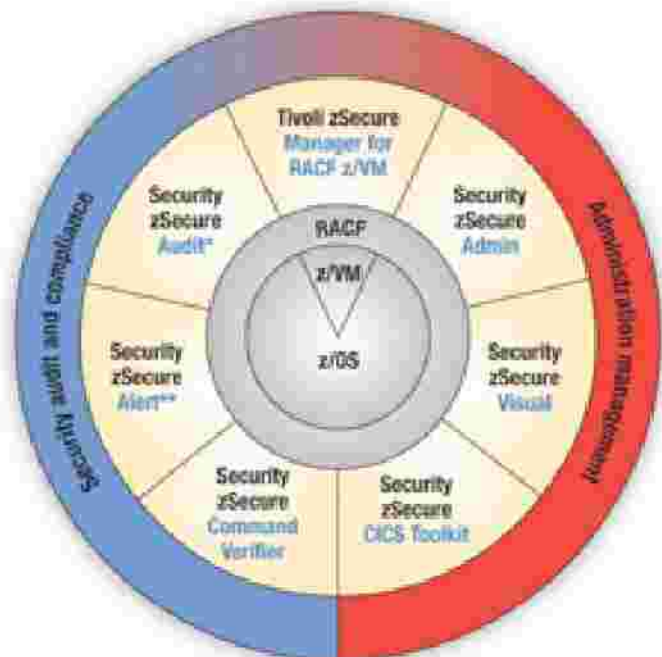 Tivoli zSecure
Manager for
RACF z/VM
Security
zSecure
Admin
Security
zSecure
Visual
Security
zSecure
CICS Toolkit
Security
zSecure
Command
Verifier
Security
zSecure
Alert**
Security
zSecure
Audit*
RACF
z/VM
z/OS
Security audit and compliance
Administration management